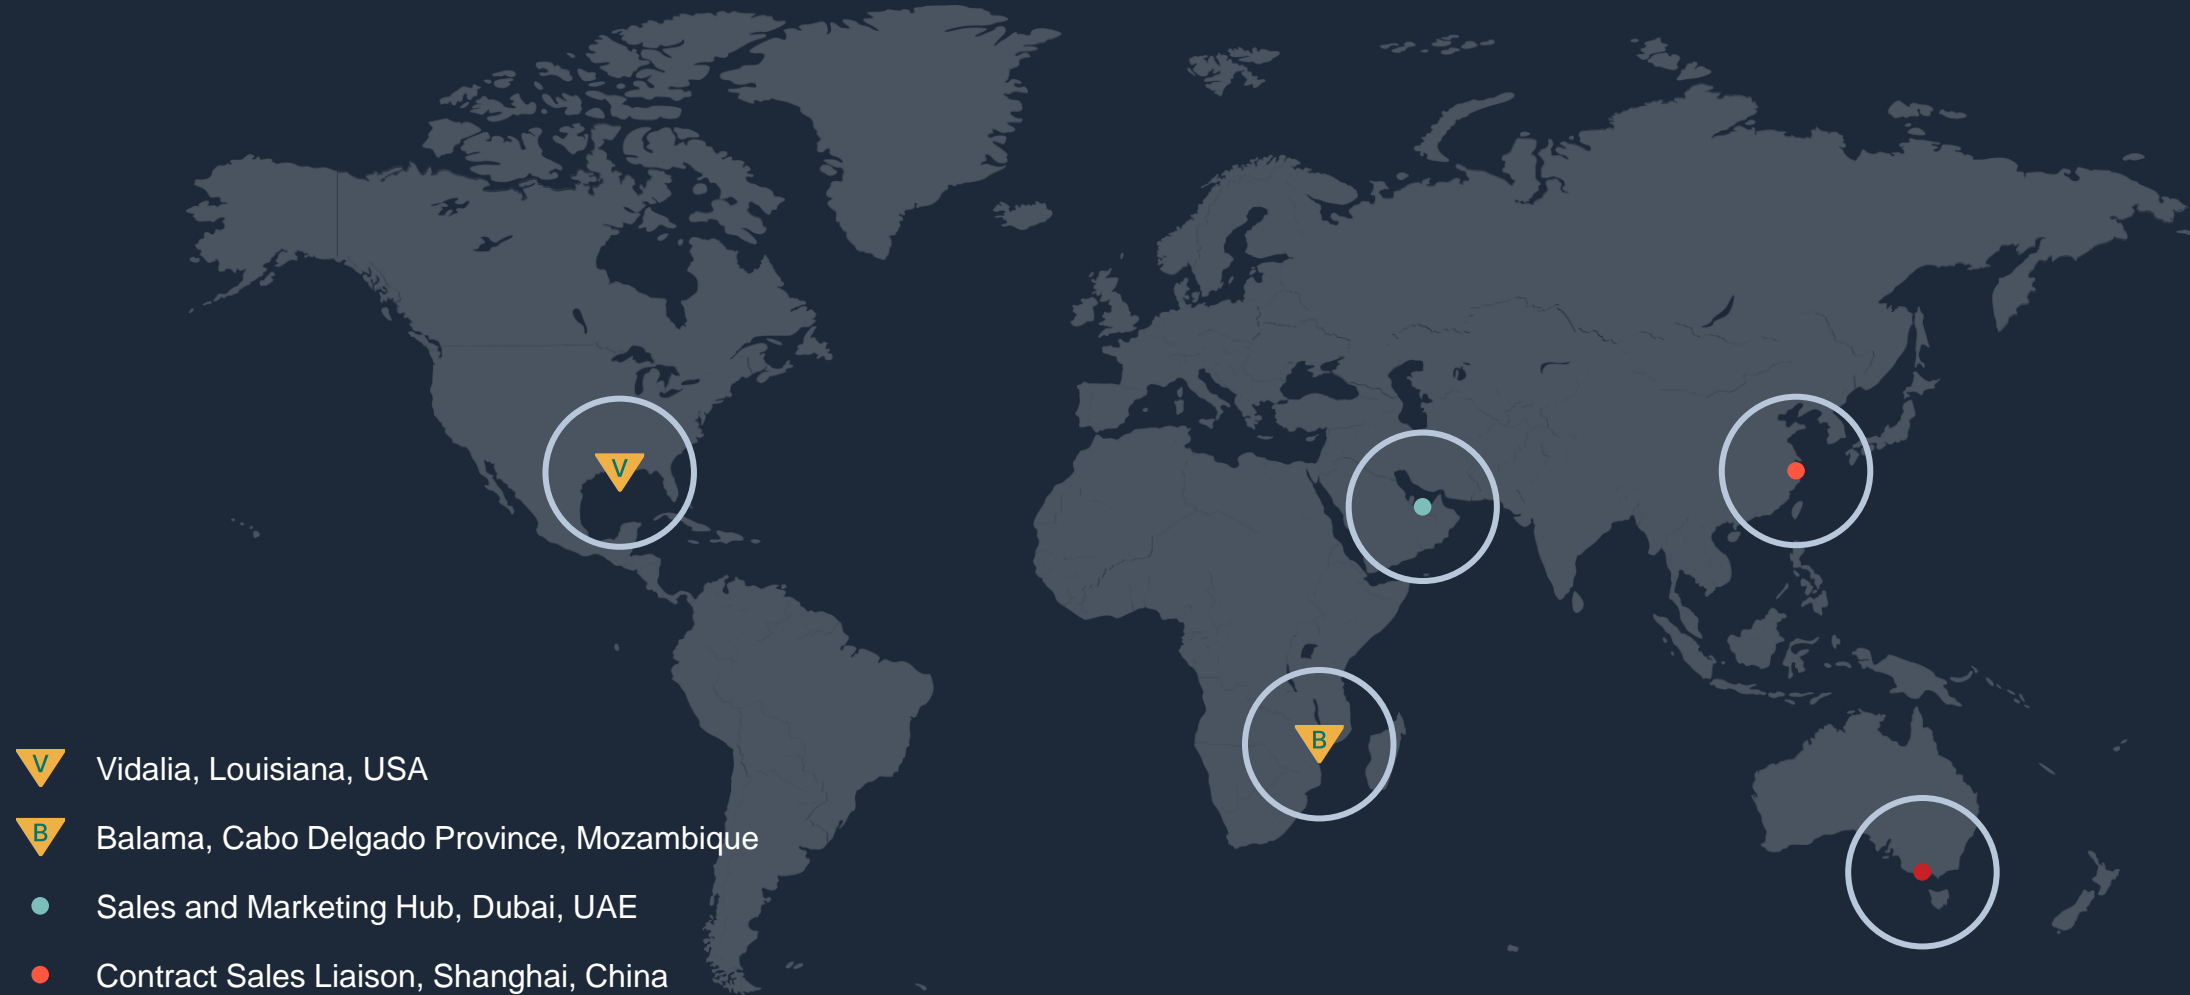 V
B
V Vidalia, Louisiana, USA
B Balama, Cabo Delgado Province, Mozambique
Sales and Marketing Hub, Dubai, UAE
Contract Sales Liaison, Shanghai, China